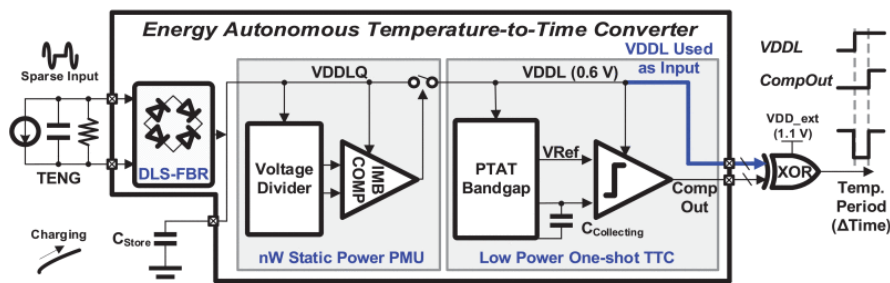 Energy Autonomous Temperature-to-Time Converter
Sparse Input
TENG
DLS-FBR
CStore
Charging
VDDLQ
Voltage
Divider
IMB
COMP
nW Static Power PMU
VDDL (0.6 V)
VDDL Used
as Input
PTAT
Bandgap
VRef
CCollecting
Comp
Out
Low Power One-shot TTC
VDD_ext
(1.1 V)
XOR
VDDL
CompOut
Temp.
Period
(ΔTime)